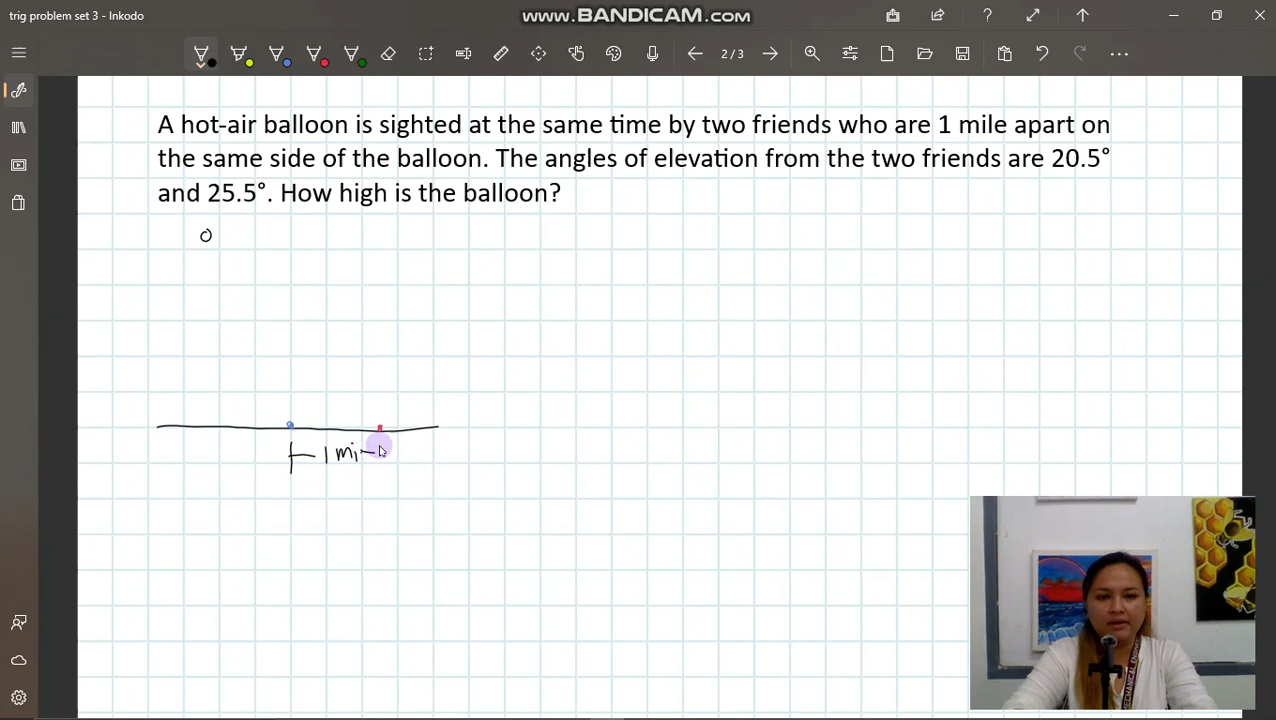 trig problem set 3 - Inkodo
www.BANDICAM.com
2/3
A hot-air balloon is sighted at the same time by two friends who are 1 mile apart on
the same side of the balloon. The angles of elevation from the two friends are 20.5°
and 25.5°. How high is the balloon?
1 mi